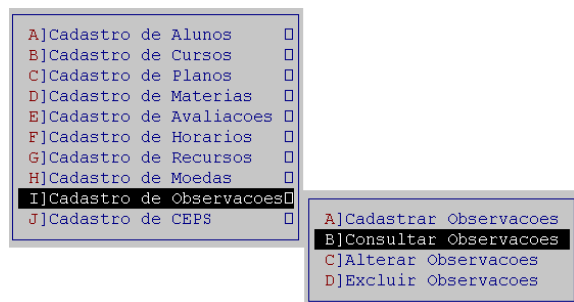 A]Cadastro de Alunos
B]Cadastro de Cursos
C]Cadastro de Planos
D]Cadastro de Materias
E]Cadastro de Avaliacoes
F]Cadastro de Horarios
G]Cadastro de Recursos
H]Cadastro de Moedas
I]Cadastro de Observacoes
J]Cadastro de CEPS
A]Cadastrar Observacoes
B]Consultar Observacoes
C]Alterar Observacoes
D]Excluir Observacoes